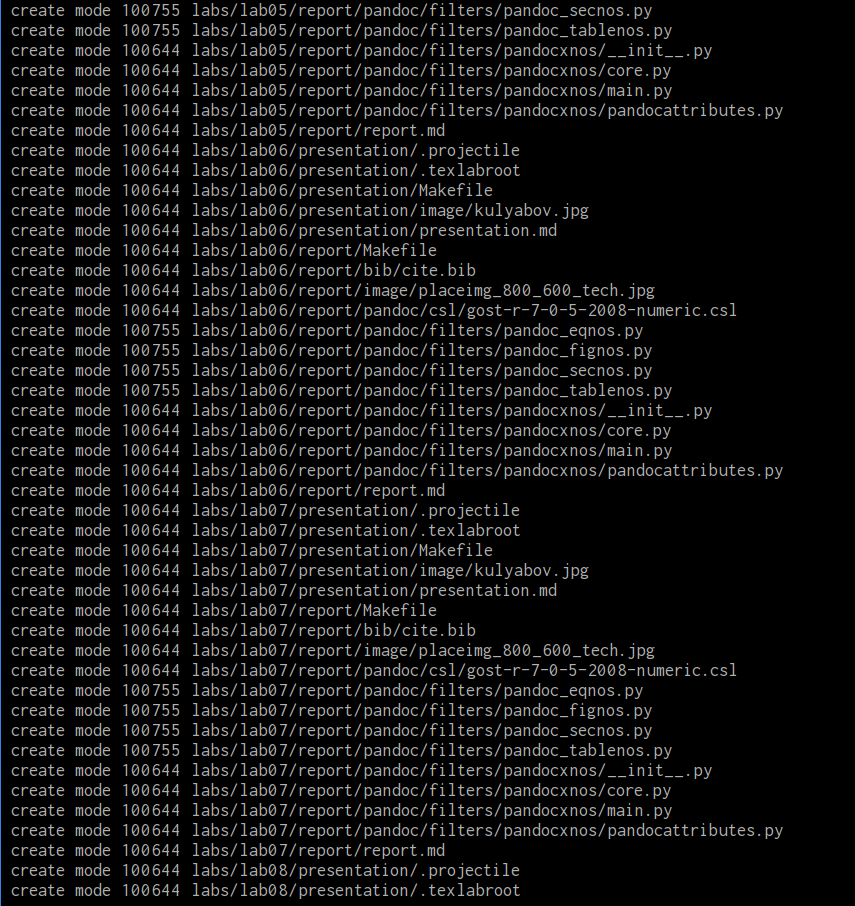 create mode 100755 labs/lab05/report/pandoc/filters/pandoc_secnos.py
create mode 100755 labs/lab05/report/pandoc/filters/pandoc_tablenos.py
create mode 100644 labs/lab05/report/pandoc/filters/pandocxnos/__init__.py
create mode 100644 labs/lab05/report/pandoc/filters/pandocxnos/core.py
create mode 100644 labs/lab05/report/pandoc/filters/pandocxnos/main.py
create mode 100644 labs/lab05/report/pandoc/filters/pandocxnos/pandocattributes.py
create mode 100644 labs/lab05/report/report.md
create mode 100644 labs/lab06/presentation/.projectile
create mode 100644 labs/lab06/presentation/.texlabroot
create mode 100644 labs/lab06/presentation/Makefile
create mode 100644 labs/lab06/presentation/image/kulyabov.jpg
create mode 100644 labs/lab06/presentation/presentation.md
create mode 100644 labs/lab06/report/Makefile
create mode 100644 labs/lab06/report/bib/cite.bib
create mode 100644 labs/lab06/report/image/placeimg_800_600_tech.jpg
create mode 100644 labs/lab06/report/pandoc/csl/gost-r-7-0-5-2008-numeric.csl
create mode 100755 labs/lab06/report/pandoc/filters/pandoc_eqnos.py
create mode 100755 labs/lab06/report/pandoc/filters/pandoc_fignos.py
create mode 100755 labs/lab06/report/pandoc/filters/pandoc_secnos.py
create mode 100755 labs/lab06/report/pandoc/filters/pandoc_tablenos.py
create mode 100644 labs/lab06/report/pandoc/filters/pandocxnos/__init__.py
create mode 100644 labs/lab06/report/pandoc/filters/pandocxnos/core.py
create mode 100644 labs/lab06/report/pandoc/filters/pandocxnos/main.py
create mode 100644 labs/lab06/report/pandoc/filters/pandocxnos/pandocattributes.py
create mode 100644 labs/lab06/report/report.md
create mode 100644 labs/lab07/presentation/.projectile
create mode 100644 labs/lab07/presentation/.texlabroot
create mode 100644 labs/lab07/presentation/Makefile
create mode 100644 labs/lab07/presentation/image/kulyabov.jpg
create mode 100644 labs/lab07/presentation/presentation.md
create mode 100644 labs/lab07/report/Makefile
create mode 100644 labs/lab07/report/bib/cite.bib
create mode 100644 labs/lab07/report/image/placeimg_800_600_tech.jpg
create mode 100644 labs/lab07/report/pandoc/csl/gost-r-7-0-5-2008-numeric.csl
create mode 100755 labs/lab07/report/pandoc/filters/pandoc_eqnos.py
create mode 100755 labs/lab07/report/pandoc/filters/pandoc_fignos.py
create mode 100755 labs/lab07/report/pandoc/filters/pandoc_secnos.py
create mode 100755 labs/lab07/report/pandoc/filters/pandoc_tablenos.py
create mode 100644 labs/lab07/report/pandoc/filters/pandocxnos/__init__.py
create mode 100644 labs/lab07/report/pandoc/filters/pandocxnos/core.py
create mode 100644 labs/lab07/report/pandoc/filters/pandocxnos/main.py
create mode 100644 labs/lab07/report/pandoc/filters/pandocxnos/pandocattributes.py
create mode 100644 labs/lab07/report/report.md
create mode 100644 labs/lab08/presentation/.projectile
create mode 100644 labs/lab08/presentation/.texlabroot